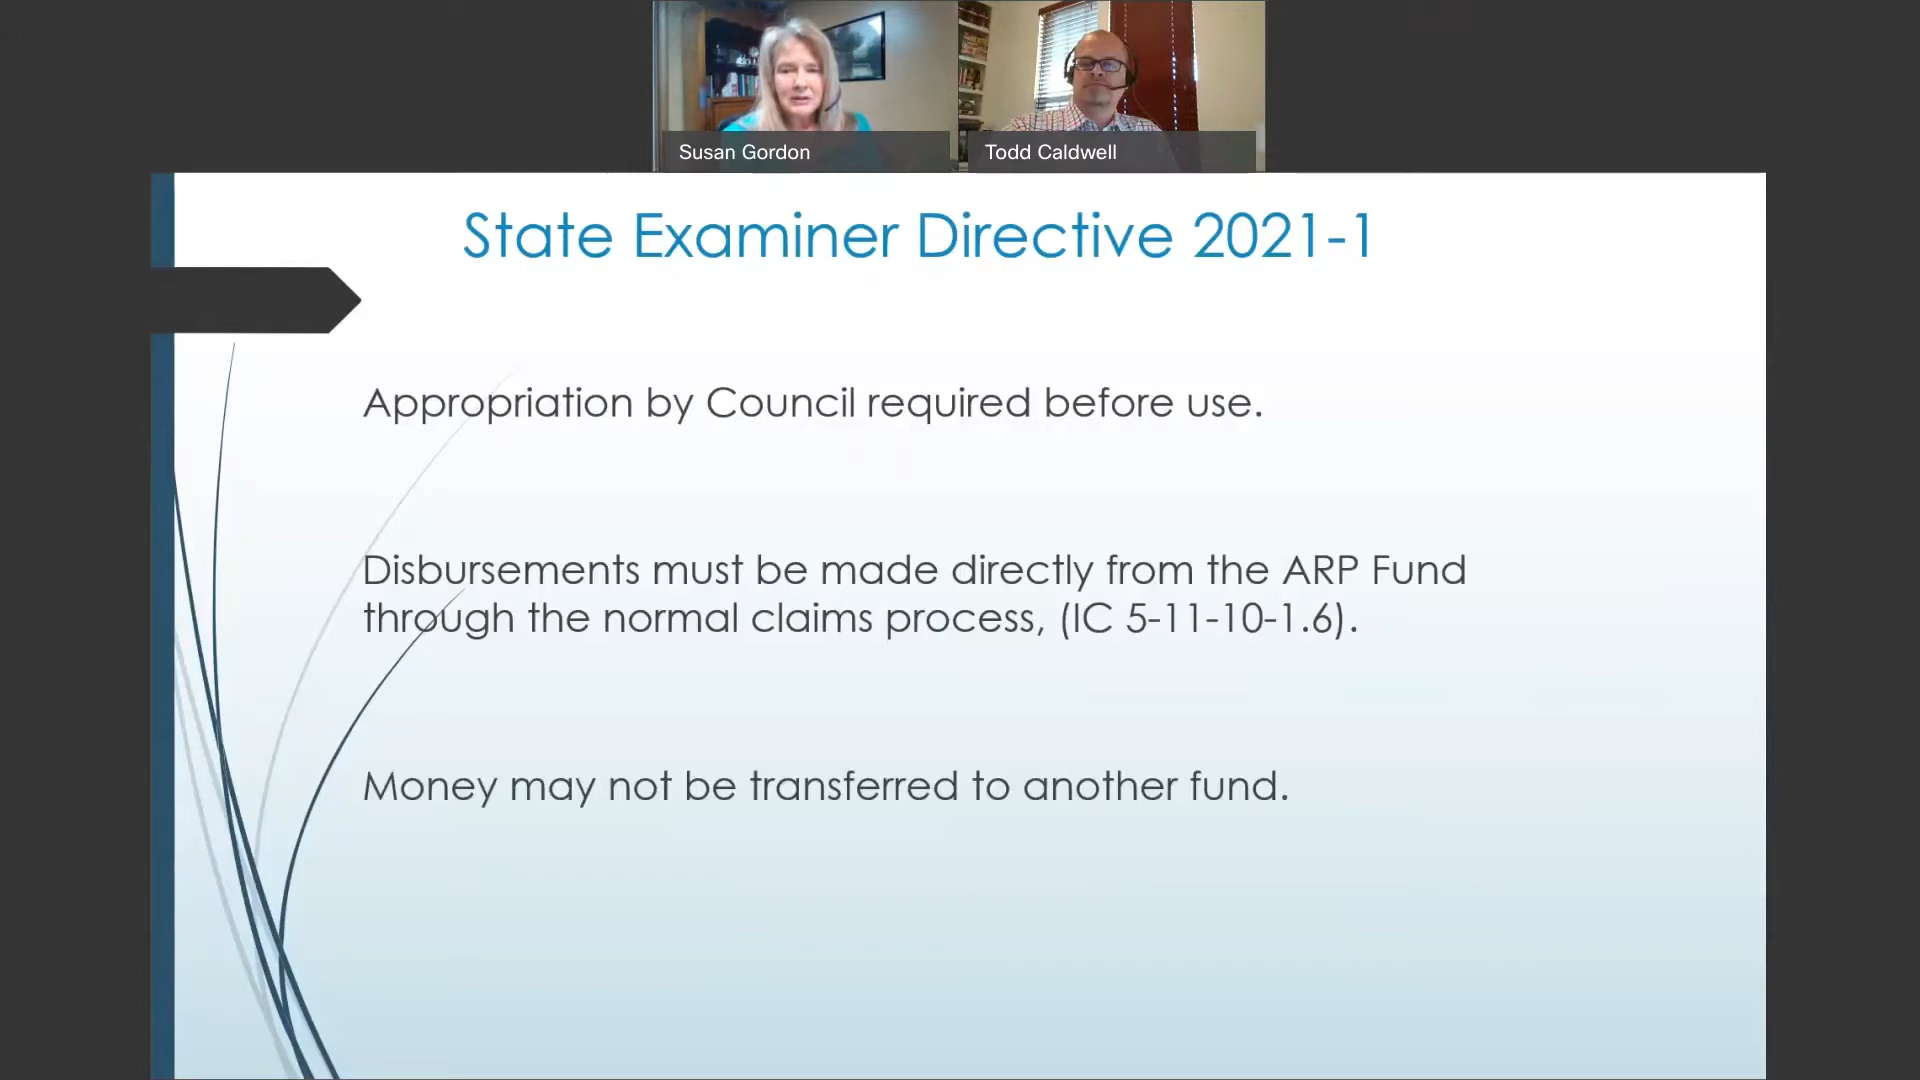 Susan Gordon
Todd Caldwell
State Examiner Directive 2021-1
Appropriation by Council required before use.
Disbursements must be made directly from the ARP Fund
through the normal claims process, (IC 5-11-10-1.6).
Money may not be transferred to another fund.